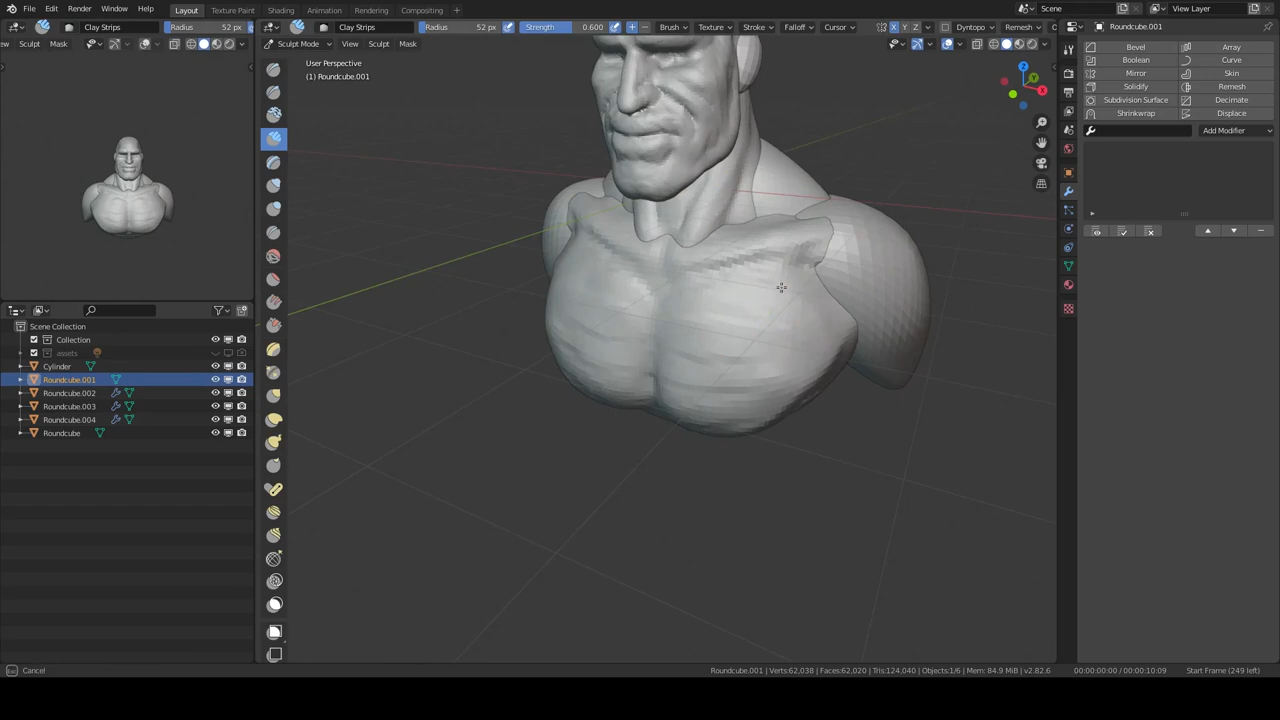 File Edit Render Window Help Layout Texture Paint Shading Animation Rendering Compositing + Scene View Layer
Clay Strips Radius 52 px Clay Strips Radius 52 px Strength 0.600 Brush Texture Stroke Falloff Cursor X Y Z Dyntopo Remesh Roundcube.001
Sculpt Mask Sculpt Mode View Sculpt Mask
Bevel Array
Boolean Curve
Mirror Skin
Solidify Remesh
Subdivision Surface Decimate
Shrinkwrap Displace
Add Modifier
User Perspective
(1) Roundcube.001
Z
Y
X
Scene Collection
Collection
assets
Cylinder
Roundcube.001
Roundcube.002
Roundcube.003
Roundcube.004
Roundcube
Esc Cancel Roundcube.001 | Verts:62,038 | Faces:62,020 | Tris:124,040 | Objects:1/6 | Mem: 84.9 MiB | v2.82.6 00:00:00:00 / 00:00:10:09 Start Frame (249 left)